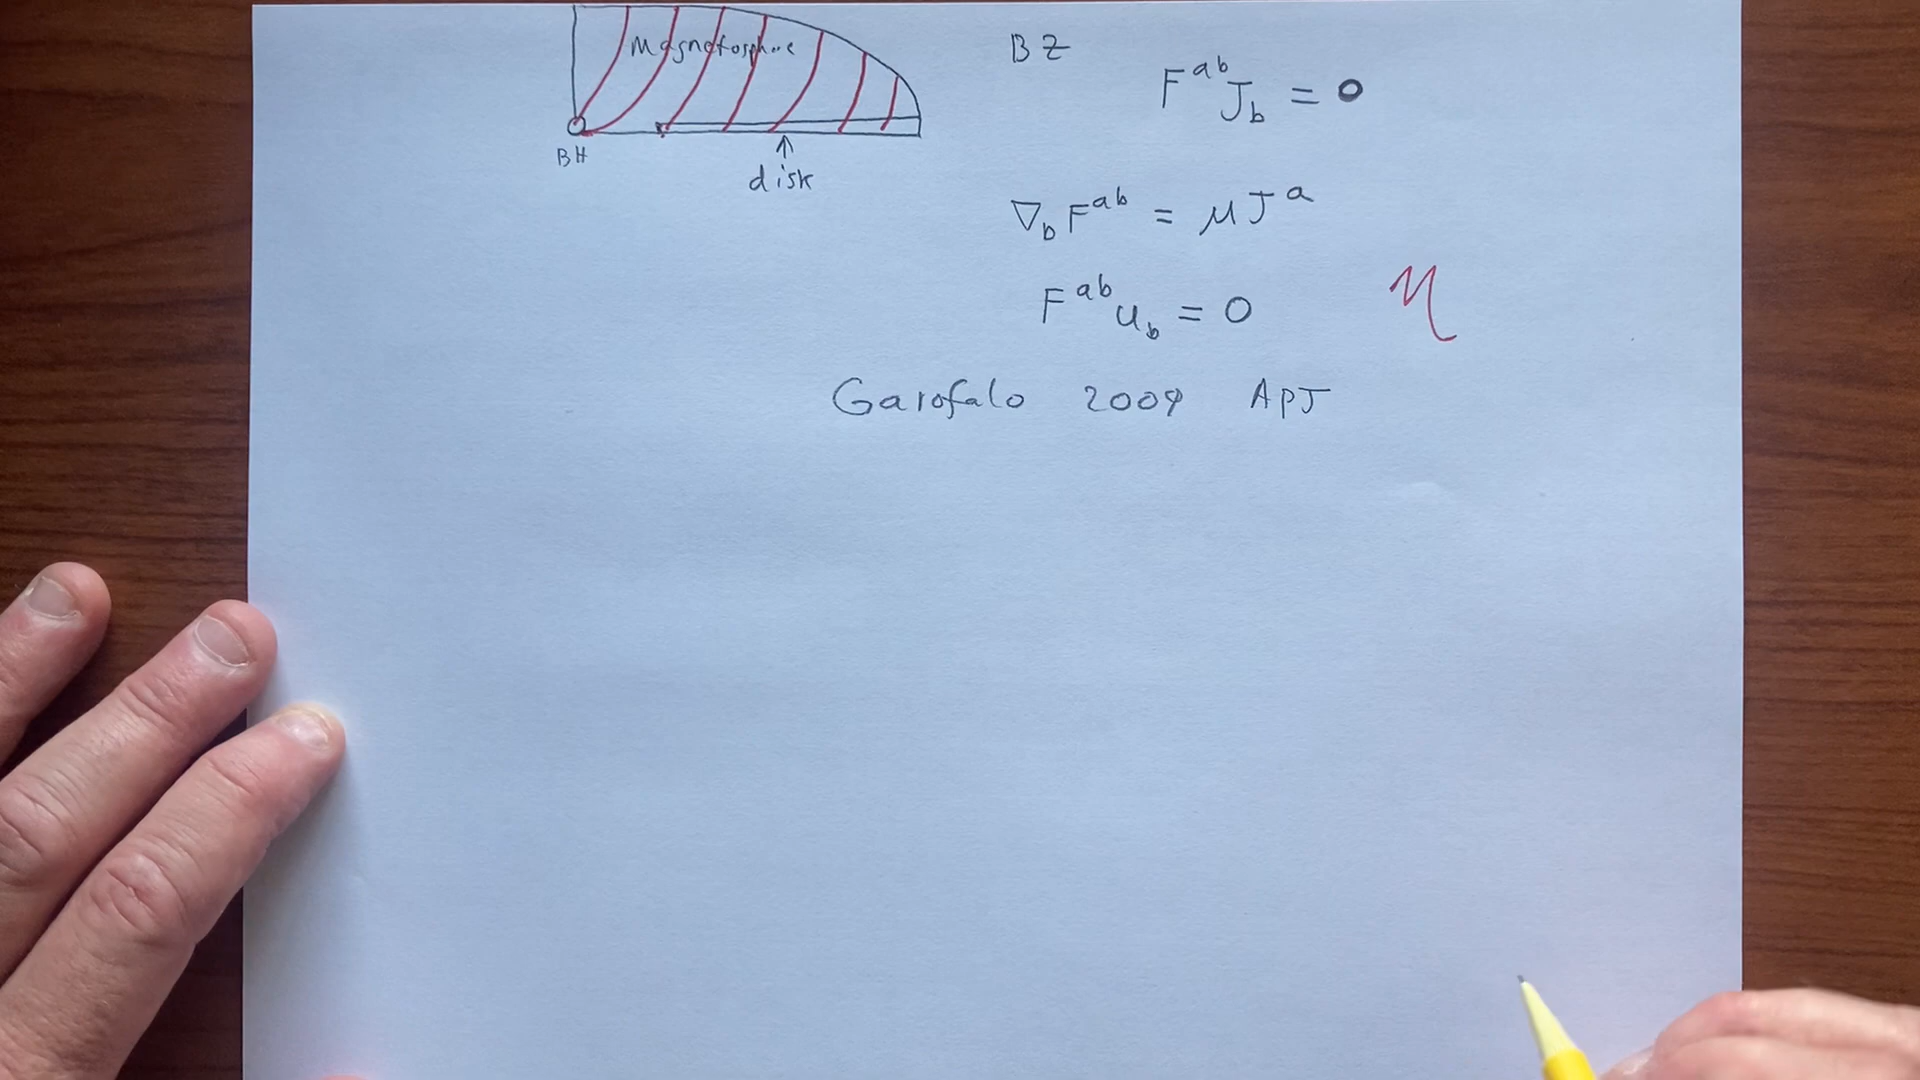 Magnetosphere
BH
disk
BZ
F^{ab} J_b = 0
∇_b F^{ab} = μ J^a
F^{ab} u_b = 0
η
Garofalo 2009 ApJ